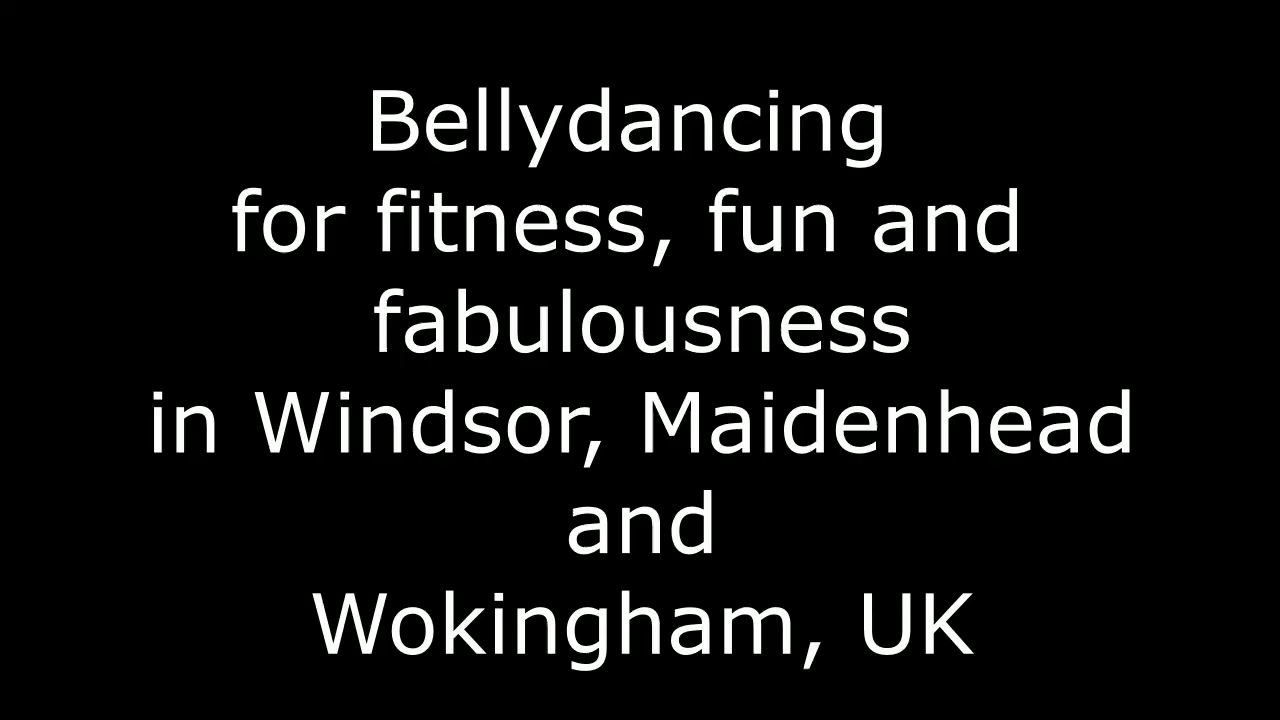 Bellydancing
for fitness, fun and
fabulousness
in Windsor, Maidenhead
and
Wokingham, UK